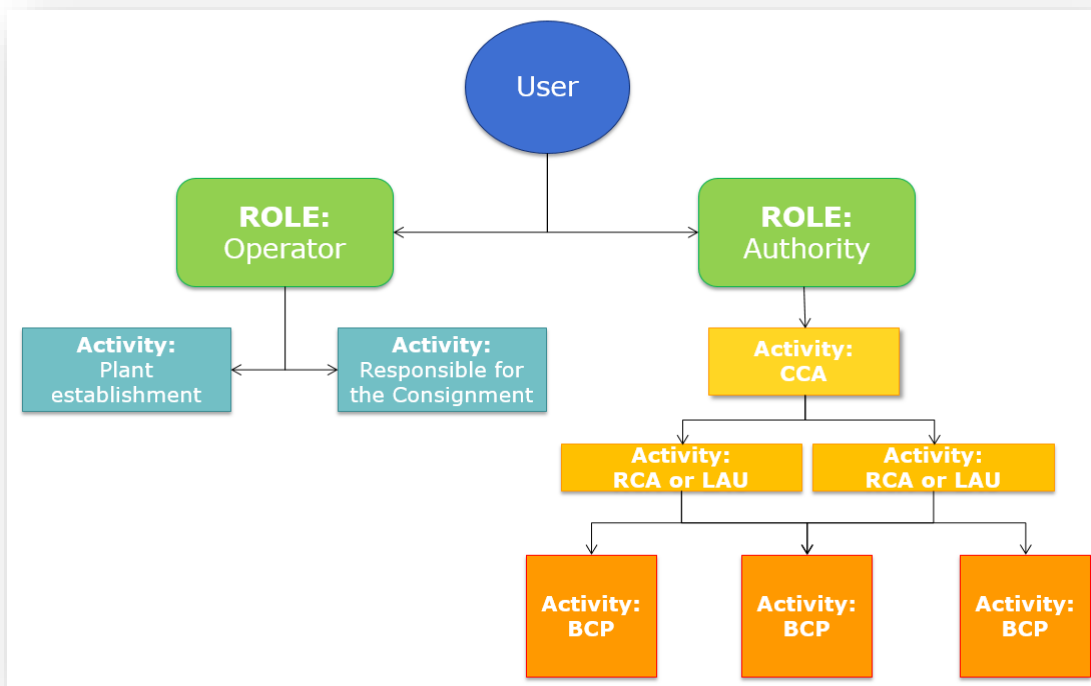 User
ROLE:
Operator
ROLE:
Authority
Activity:
Plant
establishment
Activity:
Responsible for
the Consignment
Activity:
CCA
Activity:
RCA or LAU
Activity:
RCA or LAU
Activity:
BCP
Activity:
BCP
Activity:
BCP